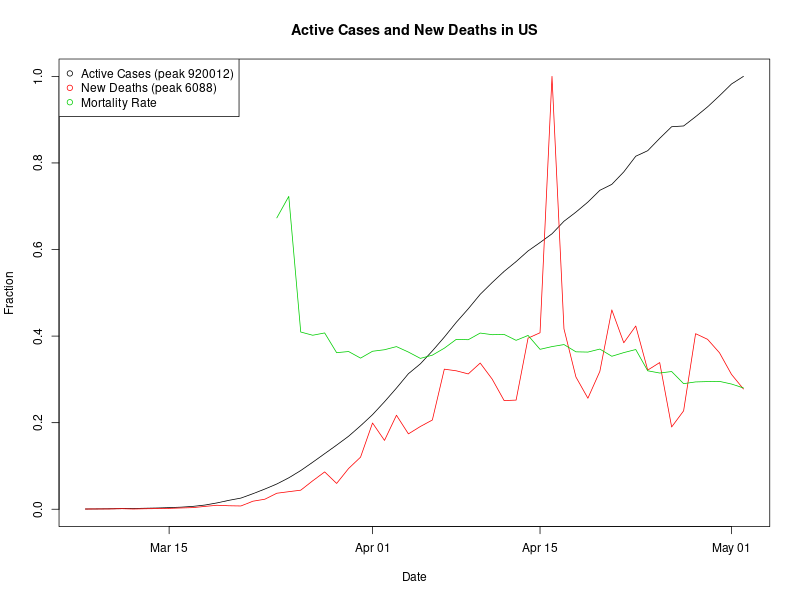 Active Cases and New Deaths in US
Active Cases (peak 920012)
New Deaths (peak 6088)
Mortality Rate
1.0
0.8
0.6
0.4
0.2
0.0
Fraction
Mar 15
Apr 01
Apr 15
May 01
Date